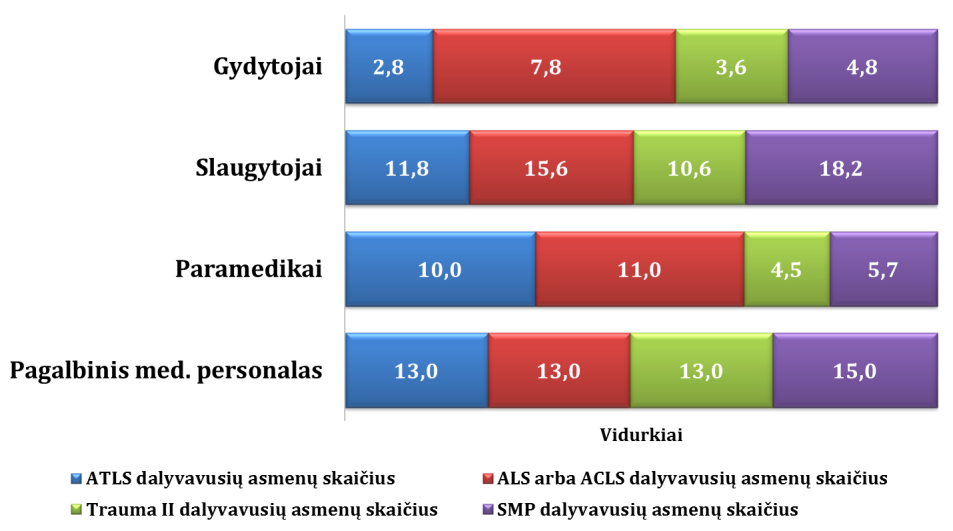 Gydytojai
2,8 7,8 3,6 4,8
Slaugytojai
11,8 15,6 10,6 18,2
Paramedikai
10,0 11,0 4,5 5,7
Pagalbinis med. personalas
13,0 13,0 13,0 15,0
Vidurkiai
ATLS dalyvavusių asmenų skaičius
ALS arba ACLS dalyvavusių asmenų skaičius
Trauma II dalyvavusių asmenų skaičius
SMP dalyvavusių asmenų skaičius